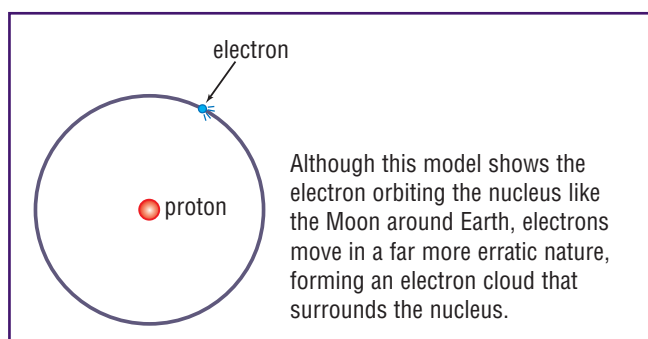 electron
proton
Although this model shows the
electron orbiting the nucleus like
the Moon around Earth, electrons
move in a far more erratic nature,
forming an electron cloud that
surrounds the nucleus.